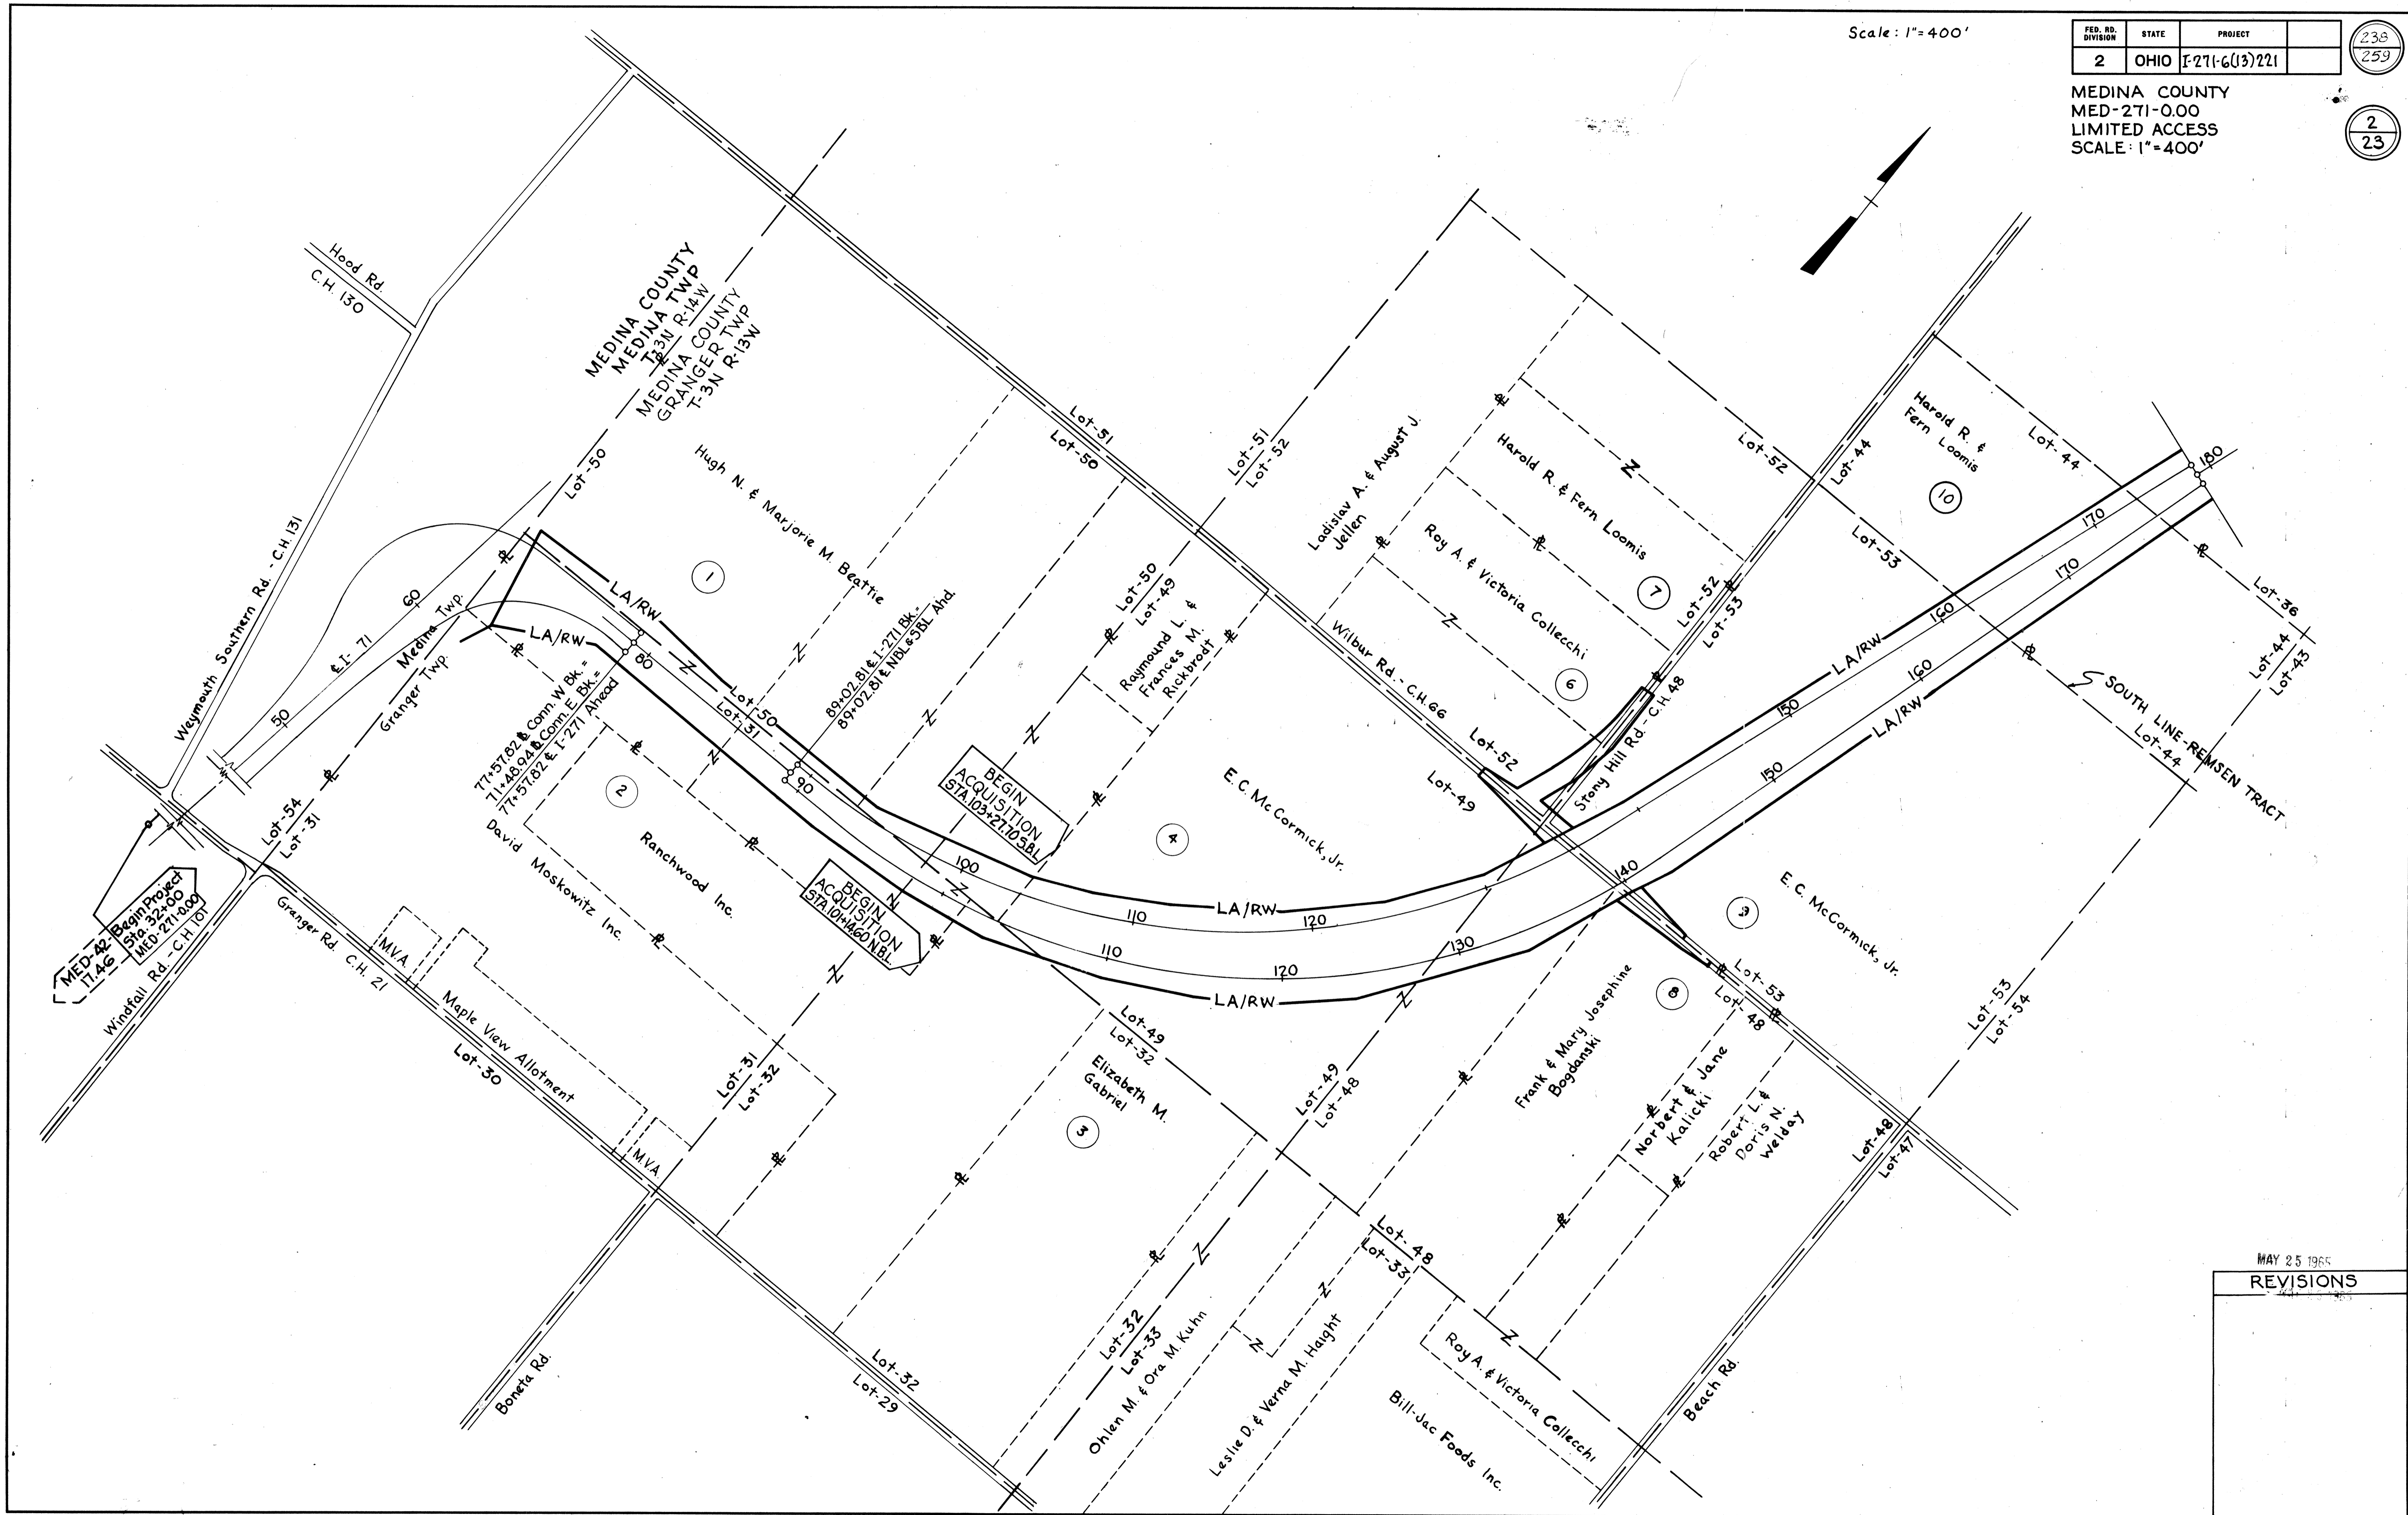 Scale: 1"=400'
FED. RD. DIVISION
STATE
PROJECT
2
OHIO
I-271-6(13)221
238
259
MEDINA COUNTY
MED-271-0.00
LIMITED ACCESS
SCALE: 1"=400'
2
23
Hood Rd.
C.H. 130
Weymouth Southern Rd. - C.H. 131
MEDINA COUNTY
MEDINA TWP
T-3N R-14W
MEDINA COUNTY
GRANGER TWP
T-3N R-13W
Lot-50
Hugh N. & Marjorie M. Beattie
1
Lot-51
Lot-50
Lot-51
Lot-52
Ladislav A. & August J.
Jellen
Harold R. & Fern Loomis
7
Roy A. & Victoria Collecchi
6
Lot-52
Lot-44
Lot-52
Lot-53
Harold R. &
Fern Loomis
10
Lot-44
Lot-53
180
170
170
160
160
150
150
LA/RW
LA/RW
Lot-36
Lot-44
Lot-43
SOUTH LINE-REMSEN TRACT
Lot-44
LA/RW
LA/RW
60
50
℄ I-71
Medina Twp.
Granger Twp.
80
77+57.82 ℄ Conn. W Bk. =
71+48.94 ℄ Conn. E Bk. =
77+57.82 ℄ I-271 Ahead
Lot-50
Lot-31
89+02.81 ℄ I-271 Bk. =
89+02.81 ℄ NBL & SBL Ahd.
90
Lot-50
Lot-49
Raymound L. &
Frances M.
Rickbrodt
Wilbur Rd. - C.H. 66
Lot-52
Lot-49
Stony Hill Rd. - C.H. 48
BEGIN
ACQUISITION
STA. 103+27.70 S.B.L.
4
E. C. McCormick, Jr.
BEGIN
ACQUISITION
STA. 101+14.60 N.B.L.
100
110
LA/RW
120
110
120
130
140
LA/RW
9
E. C. McCormick, Jr.
Lot-54
Lot-31
2
David Moskowitz Inc.
Ranchwood Inc.
MED-42-
17.46
Begin Project
Sta. 32+00
MED-271-0.00
Windfall Rd. - C.H. 101
Granger Rd. C.H. 21
M.V.A.
Maple View Allotment
Lot-30
M.V.A.
Lot-31
Lot-32
Lot-49
Lot-32
Elizabeth M.
Gabriel
3
Lot-49
Lot-48
Frank & Mary Josephine
Bogdanski
8
Lot-53
Lot-48
Norbert & Jane
Kalicki
Robert L. &
Doris N.
Welday
Lot-53
Lot-54
Lot-48
Lot-47
Lot-48
Lot-33
Boneta Rd.
Lot-32
Lot-29
Lot-32
Lot-33
Ohlen M. & Ora M. Kuhn
Leslie D. & Verna M. Haight
Roy A. & Victoria Collecchi
Bill-Jac Foods Inc.
Beach Rd.
MAY 25 1965
REVISIONS